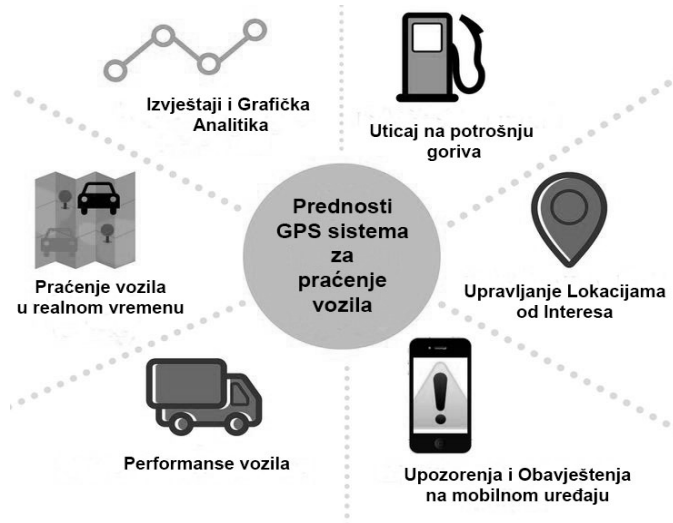 Izvještaji i Grafička
Analitika
Uticaj na potrošnju
goriva
Prednosti
GPS sistema
za
praćenje
vozila
Praćenje vozila
u realnom vremenu
Upravljanje Lokacijama
od Interesa
Performanse vozila
Upozorenja i Obavještenja
na mobilnom uređaju